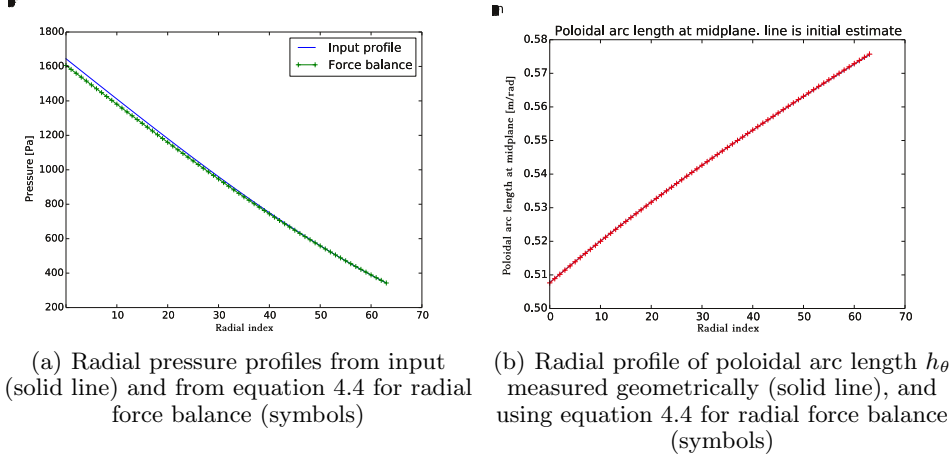 1800
1600
1400
1200
1000
800
600
400
200
Pressure [Pa]
Input profile
Force balance
10 20 30 40 50 60 70
Radial index
Poloidal arc length at midplane. line is initial estimate
0.58
0.57
0.56
0.55
0.54
0.53
0.52
0.51
0.50
Poloidal arc length at midplane [m/rad]
0 10 20 30 40 50 60 70
Radial index
(a) Radial pressure profiles from input
(solid line) and from equation 4.4 for radial
force balance (symbols)
(b) Radial profile of poloidal arc length hθ
measured geometrically (solid line), and
using equation 4.4 for radial force balance
(symbols)